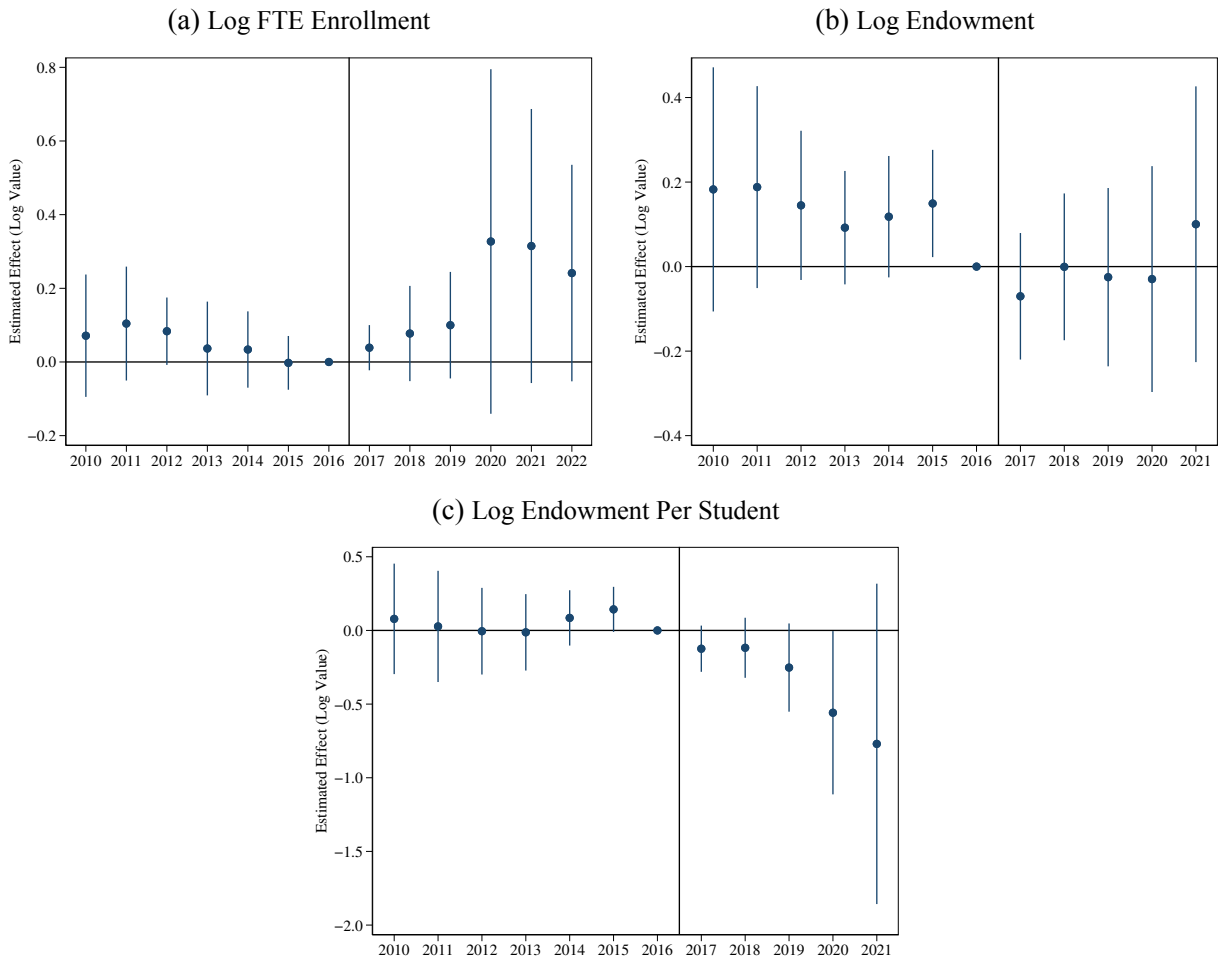 (a) Log FTE Enrollment
Estimated Effect (Log Value)
0.8
0.6
0.4
0.2
0.0
−0.2
2010 2011 2012 2013 2014 2015 2016 2017 2018 2019 2020 2021 2022
(b) Log Endowment
Estimated Effect (Log Value)
0.4
0.2
0.0
−0.2
−0.4
2010 2011 2012 2013 2014 2015 2016 2017 2018 2019 2020 2021
(c) Log Endowment Per Student
Estimated Effect (Log Value)
0.5
0.0
−0.5
−1.0
−1.5
−2.0
2010 2011 2012 2013 2014 2015 2016 2017 2018 2019 2020 2021